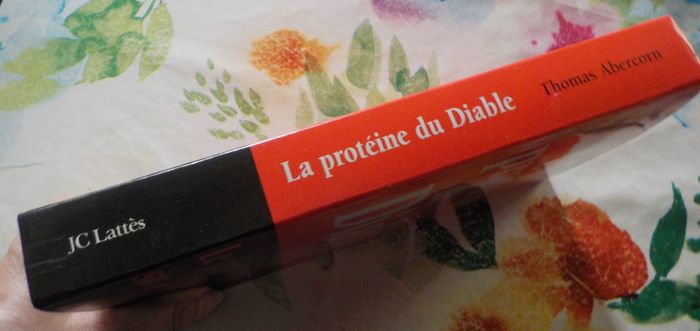 JC Lattès
La protéine du Diable
Thomas Abercorn